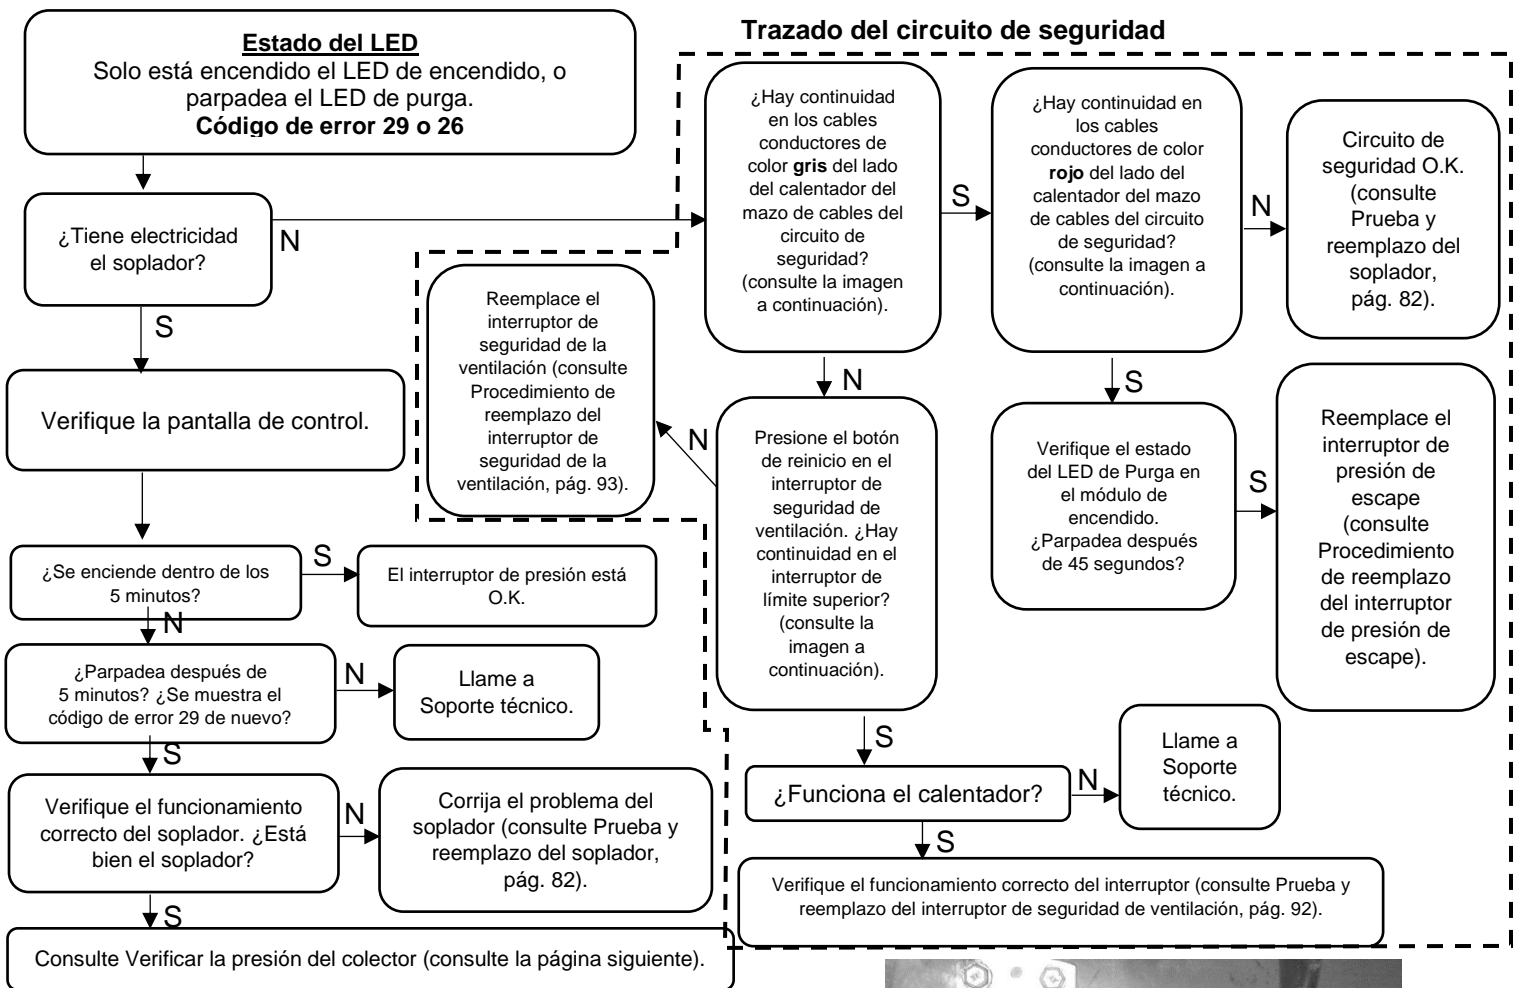 Trazado del circuito de seguridad
Estado del LED
Solo está encendido el LED de encendido, o
parpadea el LED de purga.
Código de error 29 o 26
¿Tiene electricidad
el soplador?
N
S
Verifique la pantalla de control.
¿Se enciende dentro de los
5 minutos?
S
El interruptor de presión está
O.K.
N
¿Parpadea después de
5 minutos? ¿Se muestra el
código de error 29 de nuevo?
N
Llame a
Soporte técnico.
S
Verifique el funcionamiento
correcto del soplador. ¿Está
bien el soplador?
N
Corrija el problema del
soplador (consulte Prueba y
reemplazo del soplador,
pág. 82).
S
Consulte Verificar la presión del colector (consulte la página siguiente).
¿Hay continuidad
en los cables
conductores de
color gris del lado
del calentador del
mazo de cables del
circuito de
seguridad?
(consulte la imagen
a continuación).
S
¿Hay continuidad en
los cables
conductores de color
rojo del lado del
calentador del mazo
de cables del circuito
de seguridad?
(consulte la imagen a
continuación).
N
Circuito de
seguridad O.K.
(consulte
Prueba y
reemplazo del
soplador,
pág. 82).
N
S
Reemplace el
interruptor de
seguridad de la
ventilación (consulte
Procedimiento de
reemplazo del
interruptor de
seguridad de la
ventilación, pág. 93).
N
Presione el botón
de reinicio en el
interruptor de
seguridad de
ventilación. ¿Hay
continuidad en el
interruptor de
límite superior?
(consulte la
imagen a
continuación).
Verifique el estado
del LED de Purga en
el módulo de
encendido.
¿Parpadea después
de 45 segundos?
S
Reemplace el
interruptor de
presión de
escape
(consulte
Procedimiento
de reemplazo
del interruptor
de presión de
escape).
S
¿Funciona el calentador?
N
Llame a
Soporte
técnico.
S
Verifique el funcionamiento correcto del interruptor (consulte Prueba y
reemplazo del interruptor de seguridad de ventilación, pág. 92).